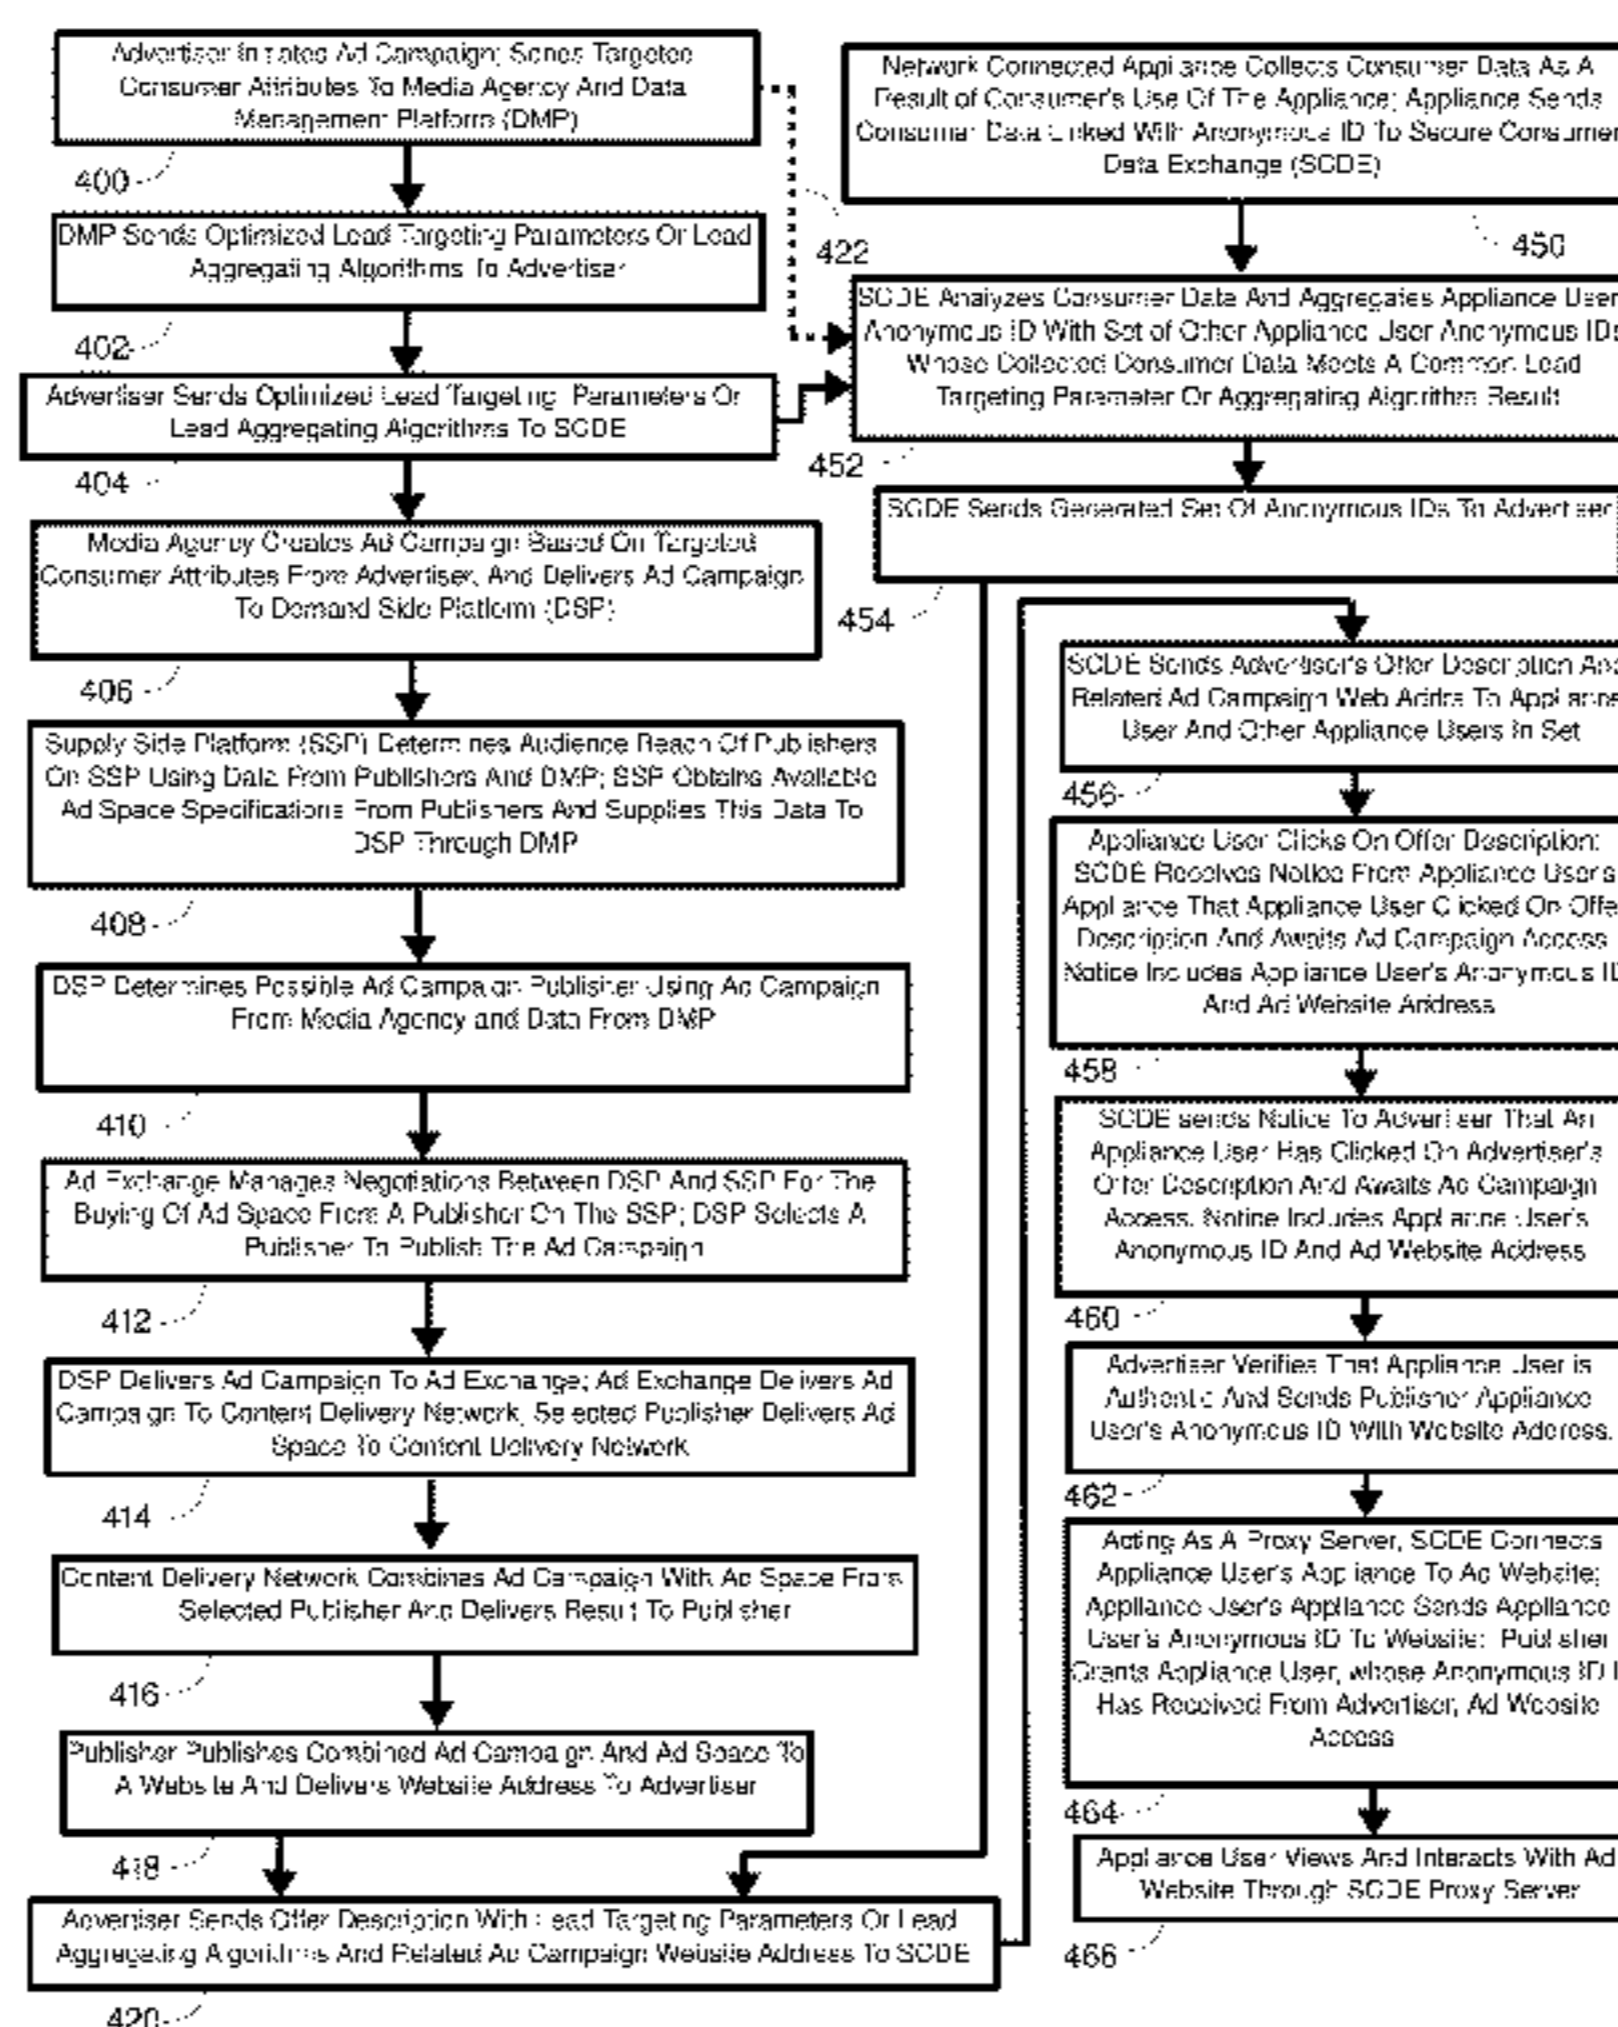 Advertiser Initiates Ad Campaign; Sends Targeted
Consumer Attributes To Media Agency And Data
Management Platform (DMP)
400
DMP Sends Optimized Lead Targeting Parameters Or Lead
Aggregating Algorithms To Advertiser
402
Advertiser Sends Optimized Lead Targeting Parameters Or
Lead Aggregating Algorithms To SCDE
404
Media Agency Creates Ad Campaign Based On Targeted
Consumer Attributes From Advertiser, And Delivers Ad Campaign
To Demand Side Platform (DSP)
406
Supply Side Platform (SSP) Determines Audience Reach Of Publishers
On SSP Using Data From Publishers And DMP; SSP Obtains Available
Ad Space Specifications From Publishers And Supplies This Data To
DSP Through DMP
408
DSP Determines Possible Ad Campaign Publisher Using Ad Campaign
From Media Agency and Data From DMP
410
Ad Exchange Manages Negotiations Between DSP And SSP For The
Buying Of Ad Space From A Publisher On The SSP; DSP Selects A
Publisher To Publish The Ad Campaign
412
DSP Delivers Ad Campaign To Ad Exchange; Ad Exchange Delivers Ad
Campaign To Content Delivery Network, Selected Publisher Delivers Ad
Space To Content Delivery Network
414
Content Delivery Network Combines Ad Campaign With Ad Space From
Selected Publisher And Delivers Result To Publisher
416
Publisher Publishes Combined Ad Campaign And Ad Space To
A Website And Delivers Website Address To Advertiser
418
Advertiser Sends Offer Description With Lead Targeting Parameters Or Lead
Aggregating Algorithms And Related Ad Campaign Website Address To SCDE
420
422
Network Connected Appliance Collects Consumer Data As A
Result of Consumer's Use Of The Appliance; Appliance Sends
Consumer Data Linked With Anonymous ID To Secure Consumer
Data Exchange (SCDE)
450
SCDE Analyzes Consumer Data And Aggregates Appliance User
Anonymous ID With Set of Other Appliance User Anonymous IDs
Whose Collected Consumer Data Meets A Common Lead
Targeting Parameter Or Aggregating Algorithm Result
452
SCDE Sends Generated Set Of Anonymous IDs To Advertiser
454
SCDE Sends Advertiser's Offer Description And
Related Ad Campaign Web Addrs To Appliance
User And Other Appliance Users In Set
456
Appliance User Clicks On Offer Description;
SCDE Receives Notice From Appliance User's
Appliance That Appliance User Clicked On Offe
Description And Awaits Ad Campaign Access
Notice Includes Appliance User's Anonymous ID
And Ad Website Address
458
SCDE sends Notice To Advertiser That An
Appliance User Has Clicked On Advertiser's
Offer Description And Awaits Ad Campaign
Access. Notice Includes Appliance User's
Anonymous ID And Ad Website Address
460
Advertiser Verifies That Appliance User is
Authentic And Sends Publisher Appliance
User's Anonymous ID With Website Address.
462
Acting As A Proxy Server, SCDE Connects
Appliance User's Appliance To Ad Website;
Appliance User's Appliance Sends Appliance
User's Anonymous ID To Website; Publisher
Grants Appliance User, whose Anonymous ID I
Has Received From Advertiser, Ad Website
Access
464
Appliance User Views And Interacts With Ad
Website Through SCDE Proxy Server
466